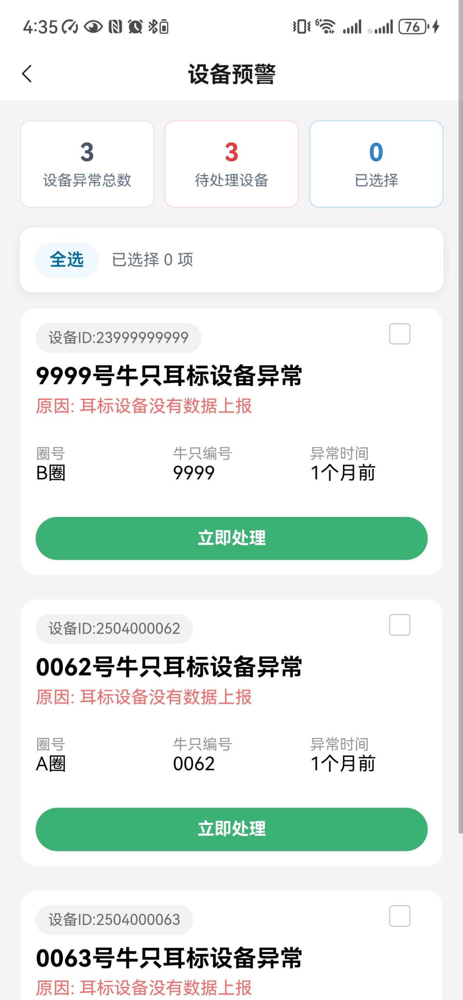 4:35
6+
76
设备预警
3
设备异常总数
3
待处理设备
0
已选择
全选
已选择 0 项
设备ID:23999999999
9999号牛只耳标设备异常
原因: 耳标设备没有数据上报
圈号 牛只编号 异常时间
B圈 9999 1个月前
立即处理
设备ID:2504000062
0062号牛只耳标设备异常
原因: 耳标设备没有数据上报
圈号 牛只编号 异常时间
A圈 0062 1个月前
立即处理
设备ID:2504000063
0063号牛只耳标设备异常
原因: 耳标设备没有数据上报